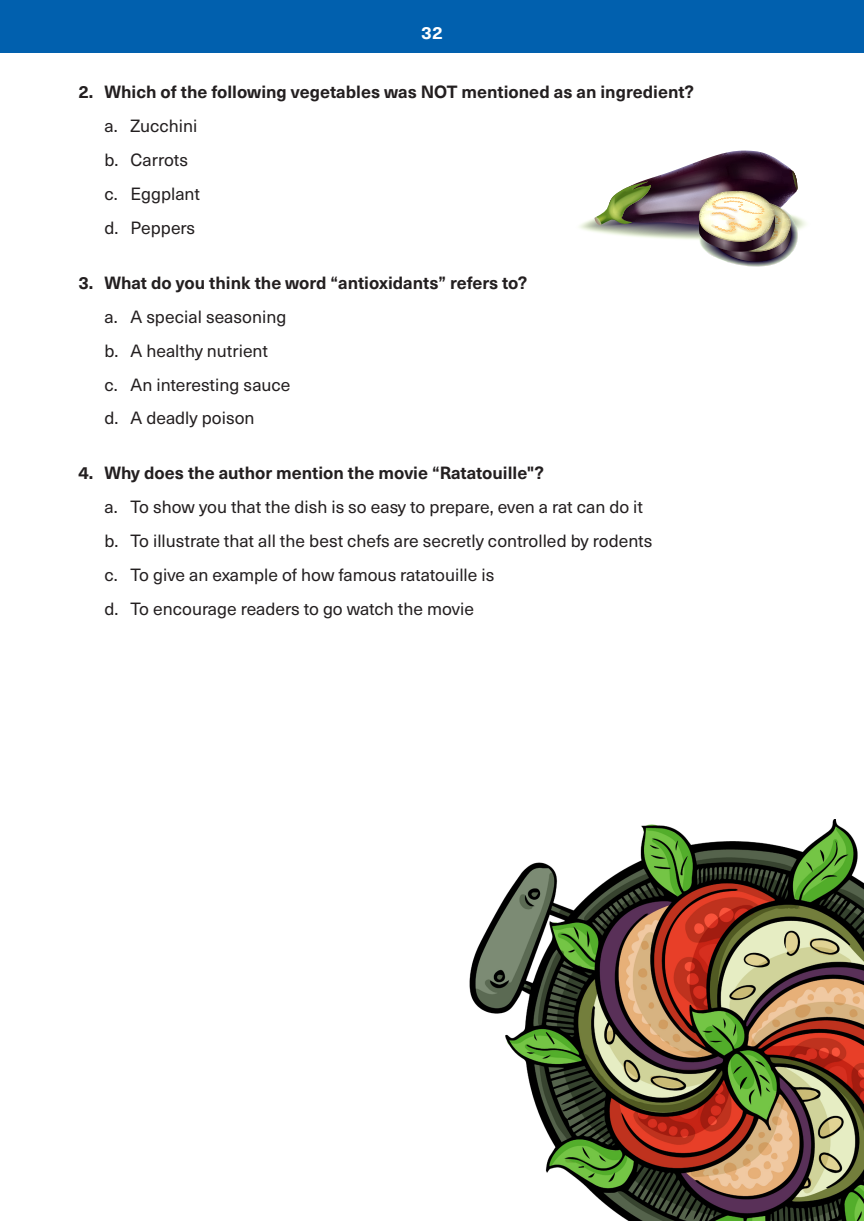 32
2. Which of the following vegetables was NOT mentioned as an ingredient?
a. Zucchini
b. Carrots
c. Eggplant
d. Peppers
3. What do you think the word “antioxidants” refers to?
a. A special seasoning
b. A healthy nutrient
c. An interesting sauce
d. A deadly poison
4. Why does the author mention the movie “Ratatouille"?
a. To show you that the dish is so easy to prepare, even a rat can do it
b. To illustrate that all the best chefs are secretly controlled by rodents
c. To give an example of how famous ratatouille is
d. To encourage readers to go watch the movie